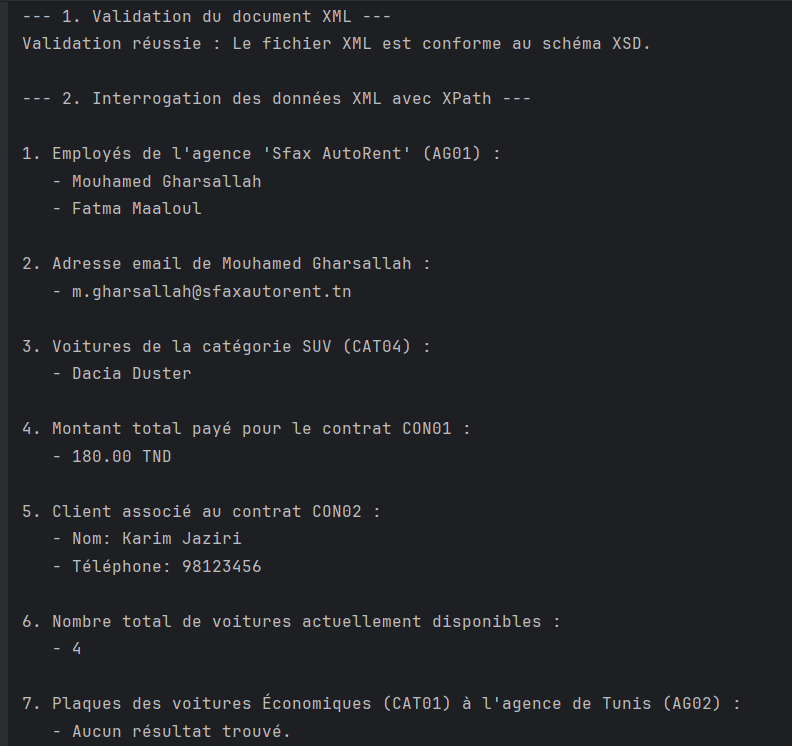 --- 1. Validation du document XML ---
Validation réussie : Le fichier XML est conforme au schéma XSD.
--- 2. Interrogation des données XML avec XPath ---
1. Employés de l'agence 'Sfax AutoRent' (AG01) :
- Mouhamed Gharsallah
- Fatma Maaloul
2. Adresse email de Mouhamed Gharsallah :
- m.gharsallah@sfaxautorent.tn
3. Voitures de la catégorie SUV (CAT04) :
- Dacia Duster
4. Montant total payé pour le contrat CON01 :
- 180.00 TND
5. Client associé au contrat CON02 :
- Nom: Karim Jaziri
- Téléphone: 98123456
6. Nombre total de voitures actuellement disponibles :
- 4
7. Plaques des voitures Économiques (CAT01) à l'agence de Tunis (AG02) :
- Aucun résultat trouvé.